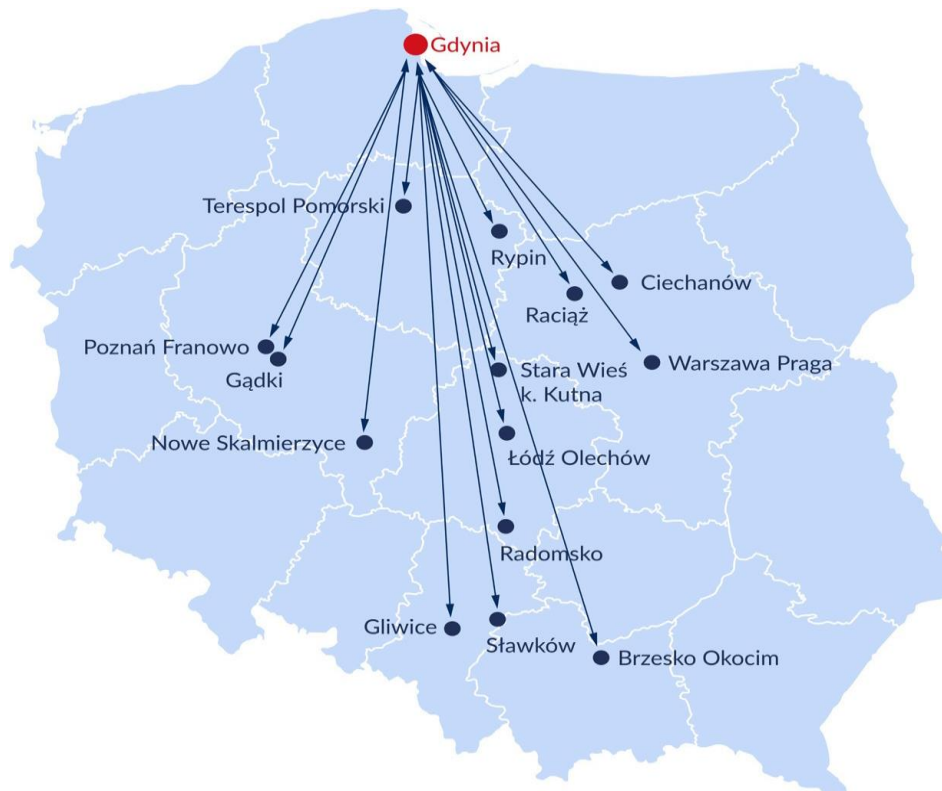 Gdynia
Terespol Pomorski
Rypin
Ciechanów
Raciąż
Poznań Franowo
Gądki
Stara Wieś
k. Kutna
Warszawa Praga
Nowe Skalmierzyce
Łódź Olechów
Radomsko
Gliwice
Sławków
Brzesko Okocim